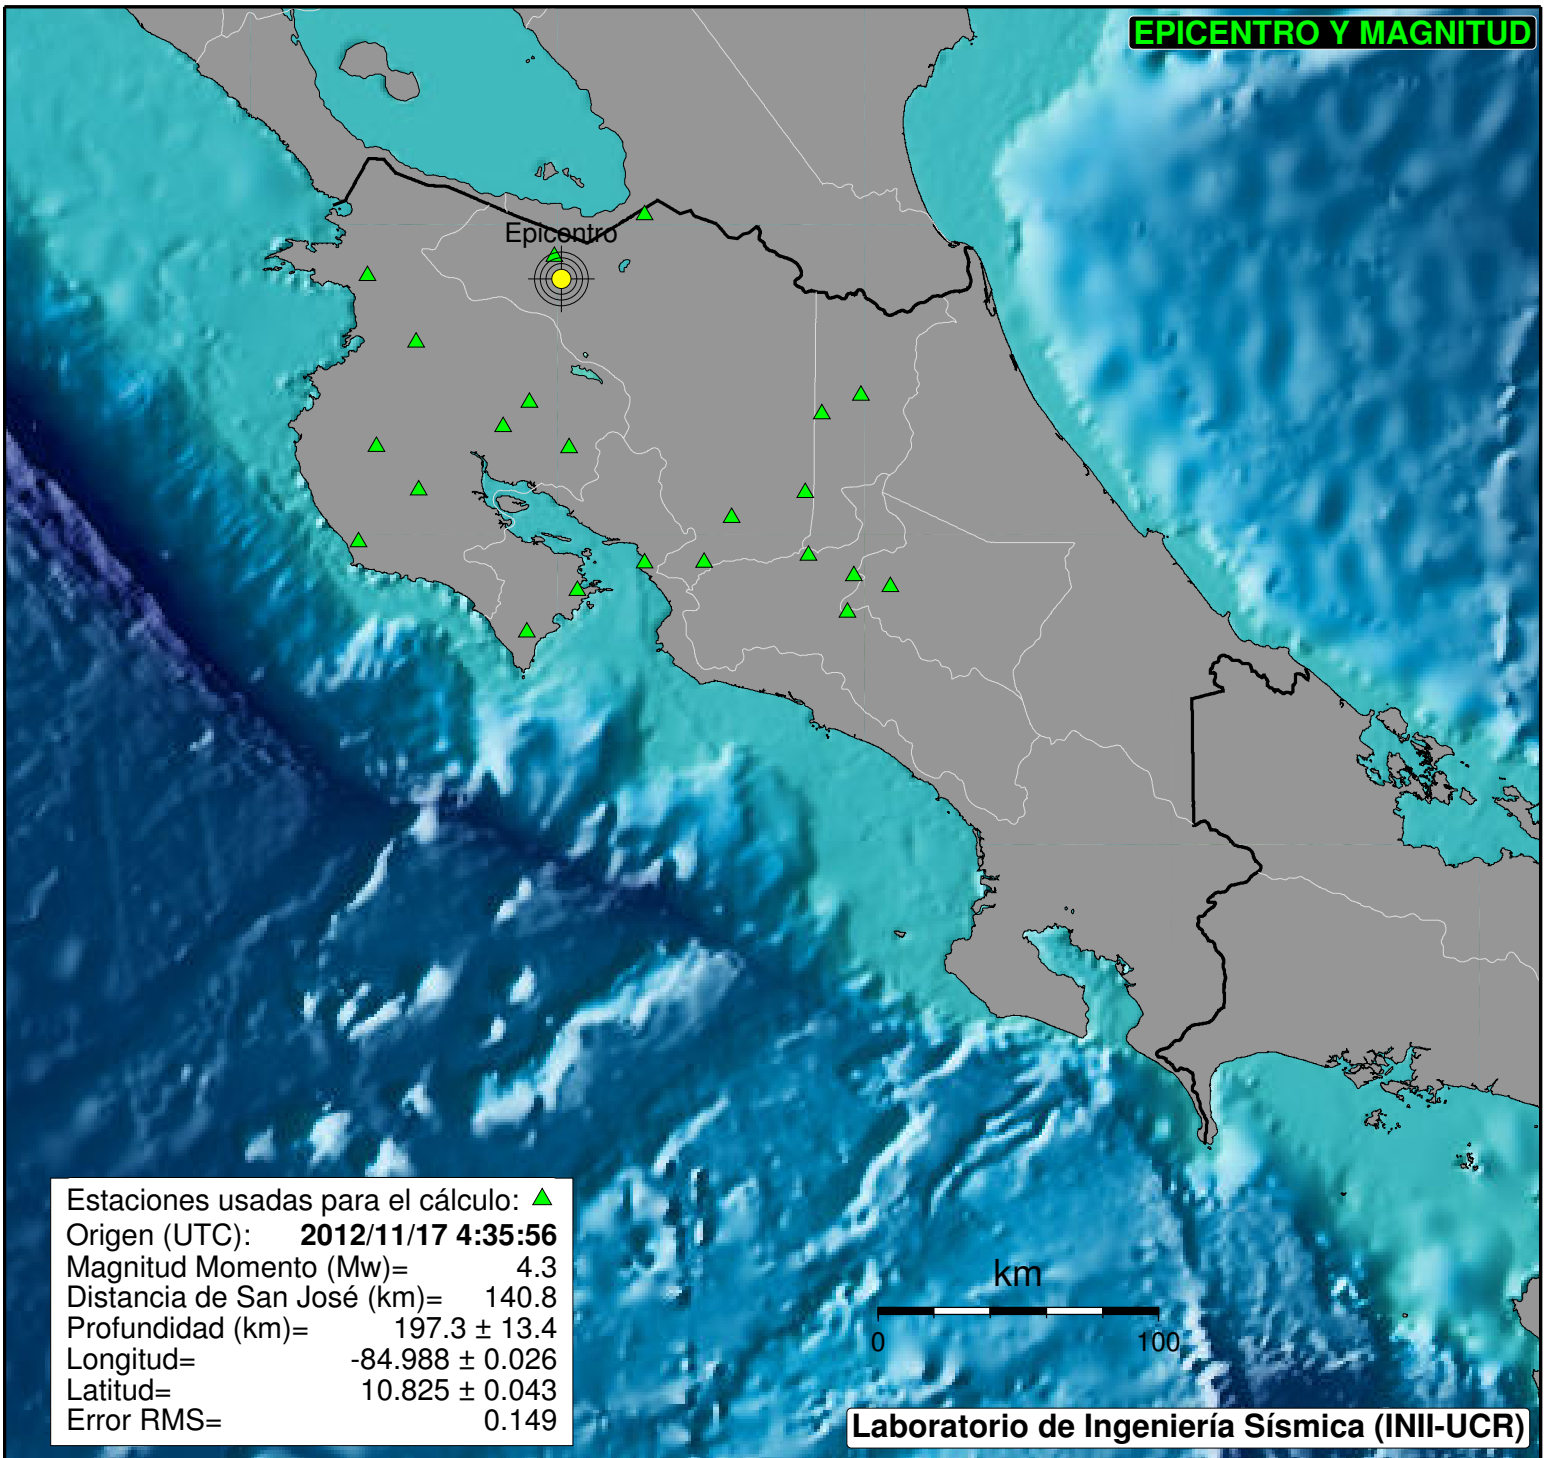 EPICENTRO Y MAGNITUD
Epicentro
Estaciones usadas para el cálculo:
Origen (UTC): 2012/11/17 4:35:56
Magnitud Momento (Mw)= 4.3
Distancia de San José (km)= 140.8
Profundidad (km)= 197.3 ± 13.4
Longitud= -84.988 ± 0.026
Latitud= 10.825 ± 0.043
Error RMS= 0.149
km
0 100
Laboratorio de Ingeniería Sísmica (INII-UCR)